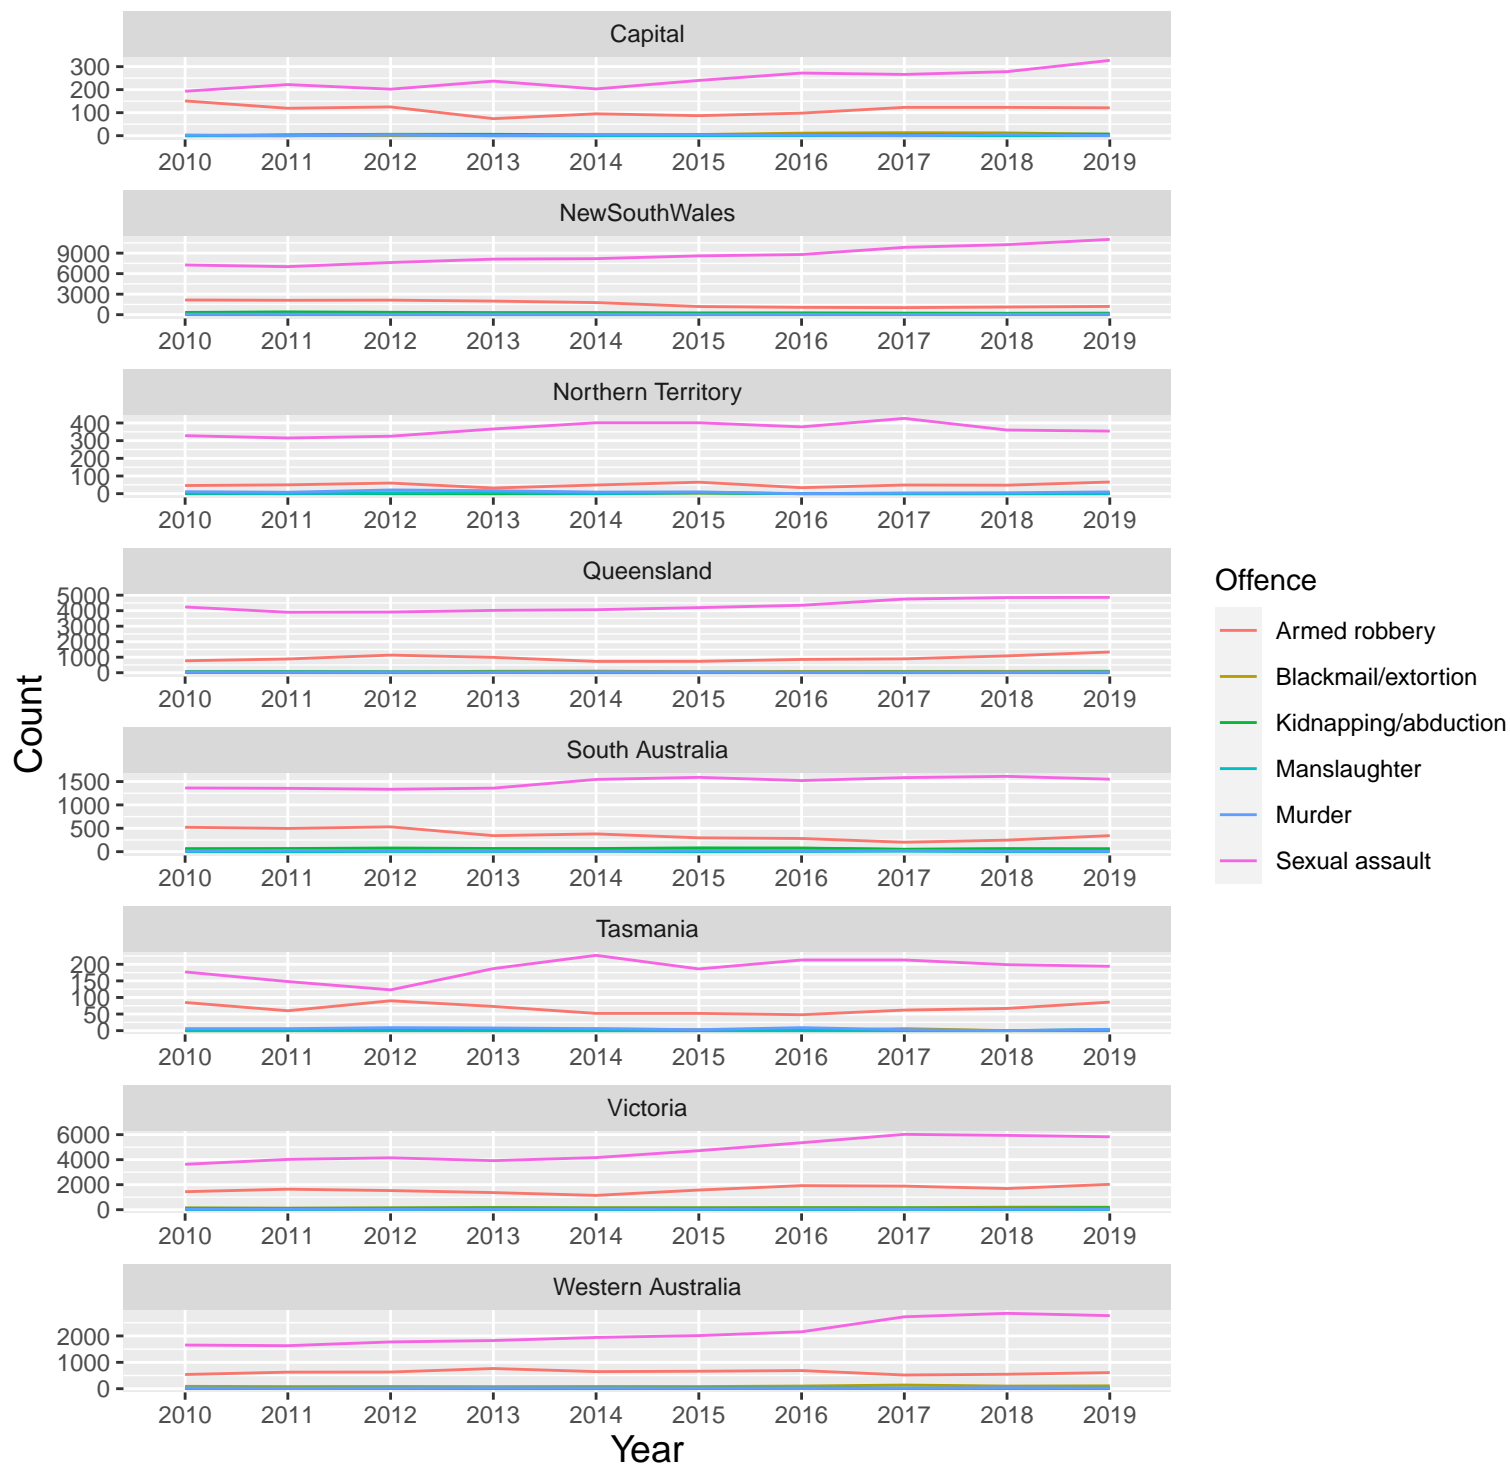 Capital
300
200
100
0
2010 2011 2012 2013 2014 2015 2016 2017 2018 2019
NewSouthWales
9000
6000
3000
0
2010 2011 2012 2013 2014 2015 2016 2017 2018 2019
Northern Territory
400
300
200
100
0
2010 2011 2012 2013 2014 2015 2016 2017 2018 2019
Queensland
5000
4000
3000
2000
1000
0
2010 2011 2012 2013 2014 2015 2016 2017 2018 2019
South Australia
1500
1000
500
0
2010 2011 2012 2013 2014 2015 2016 2017 2018 2019
Tasmania
200
150
100
50
0
2010 2011 2012 2013 2014 2015 2016 2017 2018 2019
Victoria
6000
4000
2000
0
2010 2011 2012 2013 2014 2015 2016 2017 2018 2019
Western Australia
2000
1000
0
2010 2011 2012 2013 2014 2015 2016 2017 2018 2019
Year
Count
Offence
Armed robbery
Blackmail/extortion
Kidnapping/abduction
Manslaughter
Murder
Sexual assault